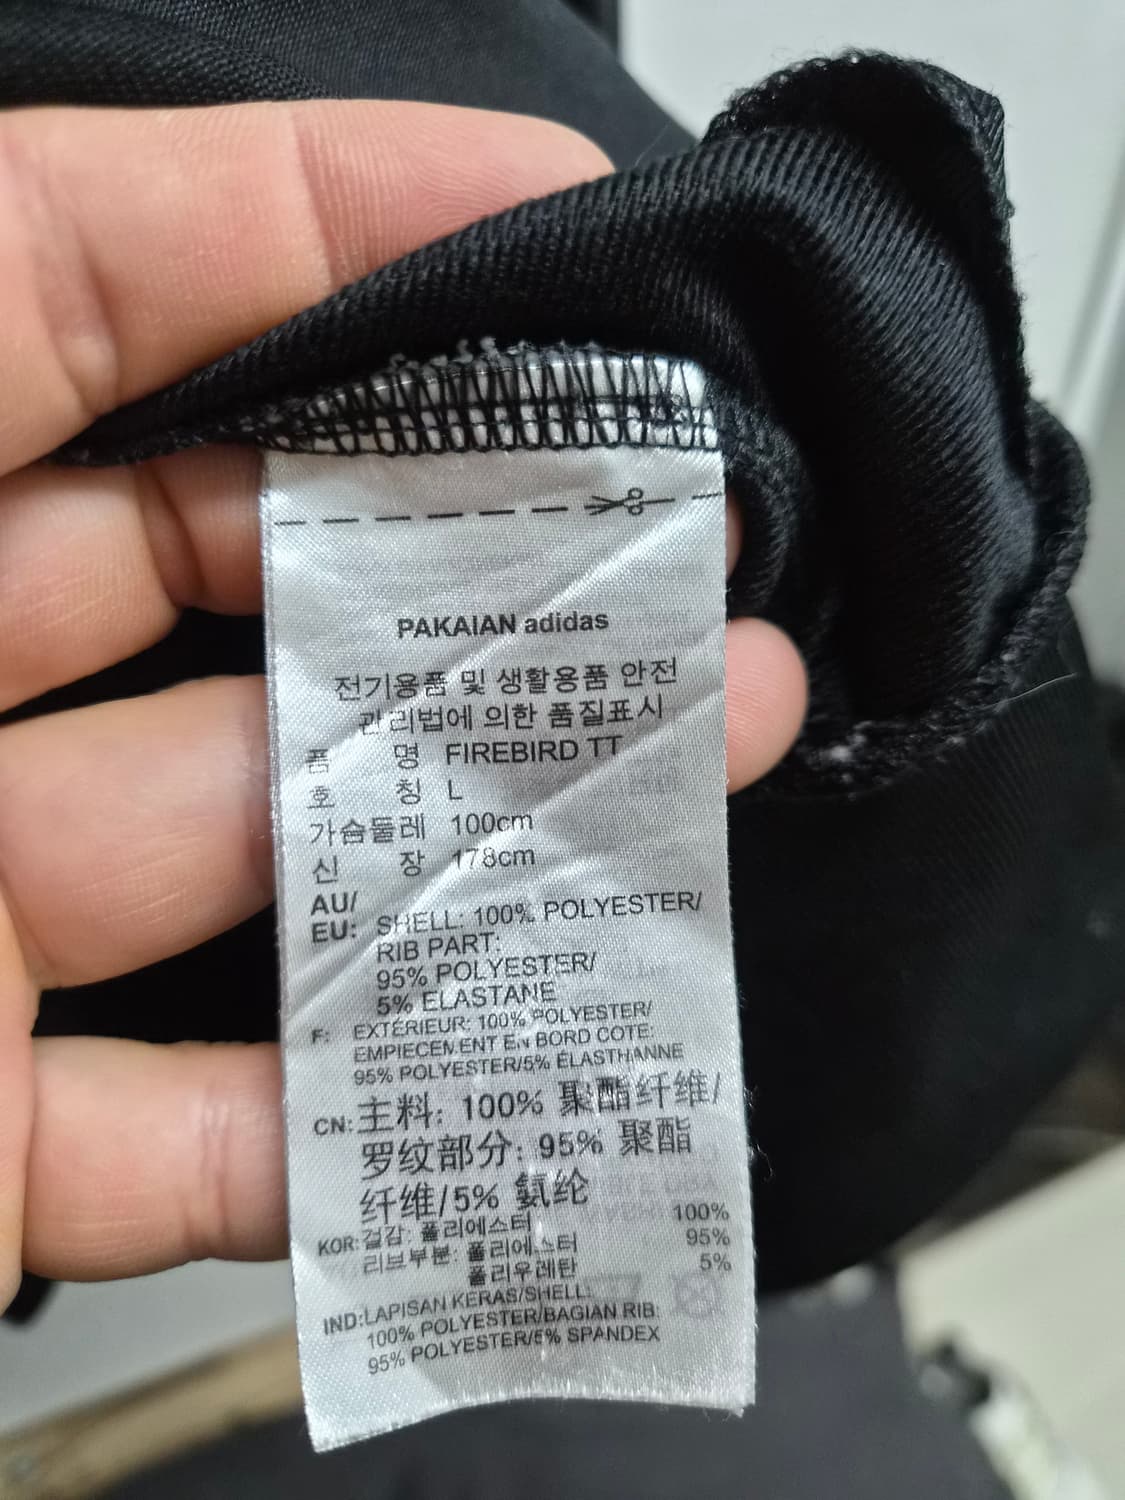 PAKAIAN adidas
전기용품 및 생활용품 안전
관리법에 의한 품질표시
품 명 FIREBIRD TT
호 칭 L
가슴둘레 100cm
신 장 178cm
AU/
EU: SHELL: 100% POLYESTER/
RIB PART:
95% POLYESTER/
5% ELASTANE
F: EXTÉRIEUR: 100% POLYESTER/
EMPIECEMENT EN BORD COTE:
95% POLYESTER/5% ÉLASTHANNE
CN: 主料: 100% 聚酯纤维/
罗纹部分: 95% 聚酯
纤维/5% 氨纶
KOR: 겉감: 폴리에스터 100%
리브부분: 폴리에스터 95%
폴리우레탄 5%
IND: LAPISAN KERAS/SHELL:
100% POLYESTER/BAGIAN RIB:
95% POLYESTER/5% SPANDEX